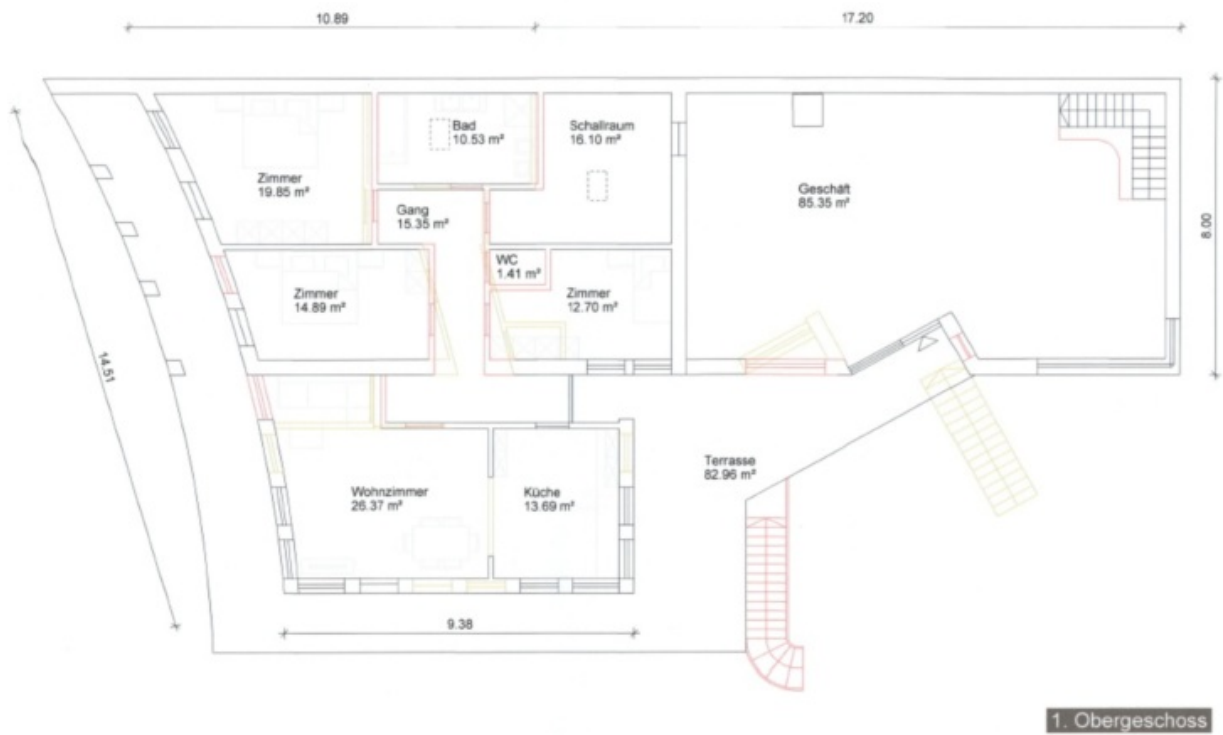 10.89
17.20
Bad
10.53 m²
Schallraum
16.10 m²
Zimmer
19.85 m²
Geschäft
85.35 m²
Gang
15.35 m²
8.00
WC
1.41 m²
Zimmer
14.89 m²
Zimmer
12.70 m²
14.51
Terrasse
82.96 m²
Wohnzimmer
26.37 m²
Küche
13.69 m²
9.38
1. Obergeschoss